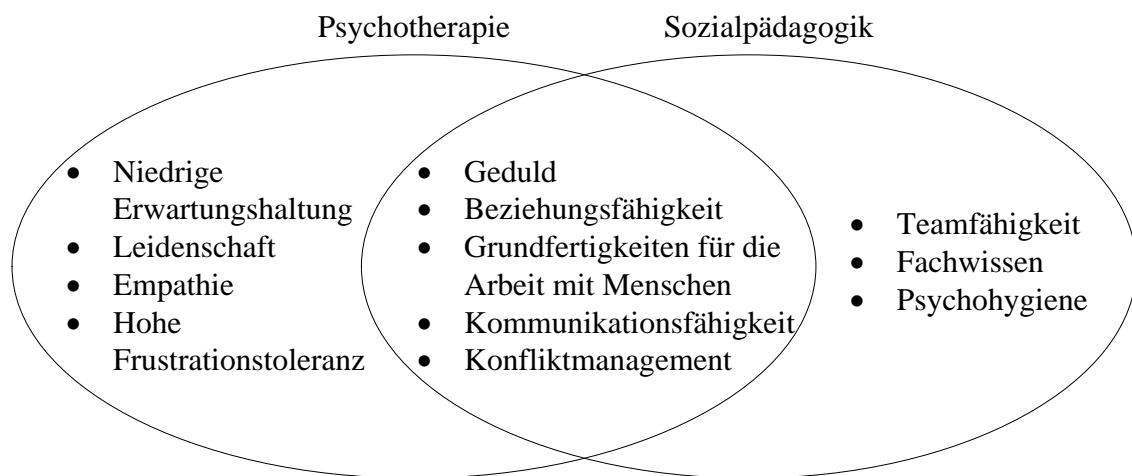 Psychotherapie
Sozialpädagogik
• Niedrige
Erwartungshaltung
• Leidenschaft
• Empathie
• Hohe
Frustrationstoleranz
• Geduld
• Beziehungsfähigkeit
• Grundfertigkeiten für die
Arbeit mit Menschen
• Kommunikationsfähigkeit
• Konfliktmanagement
• Teamfähigkeit
• Fachwissen
• Psychohygiene